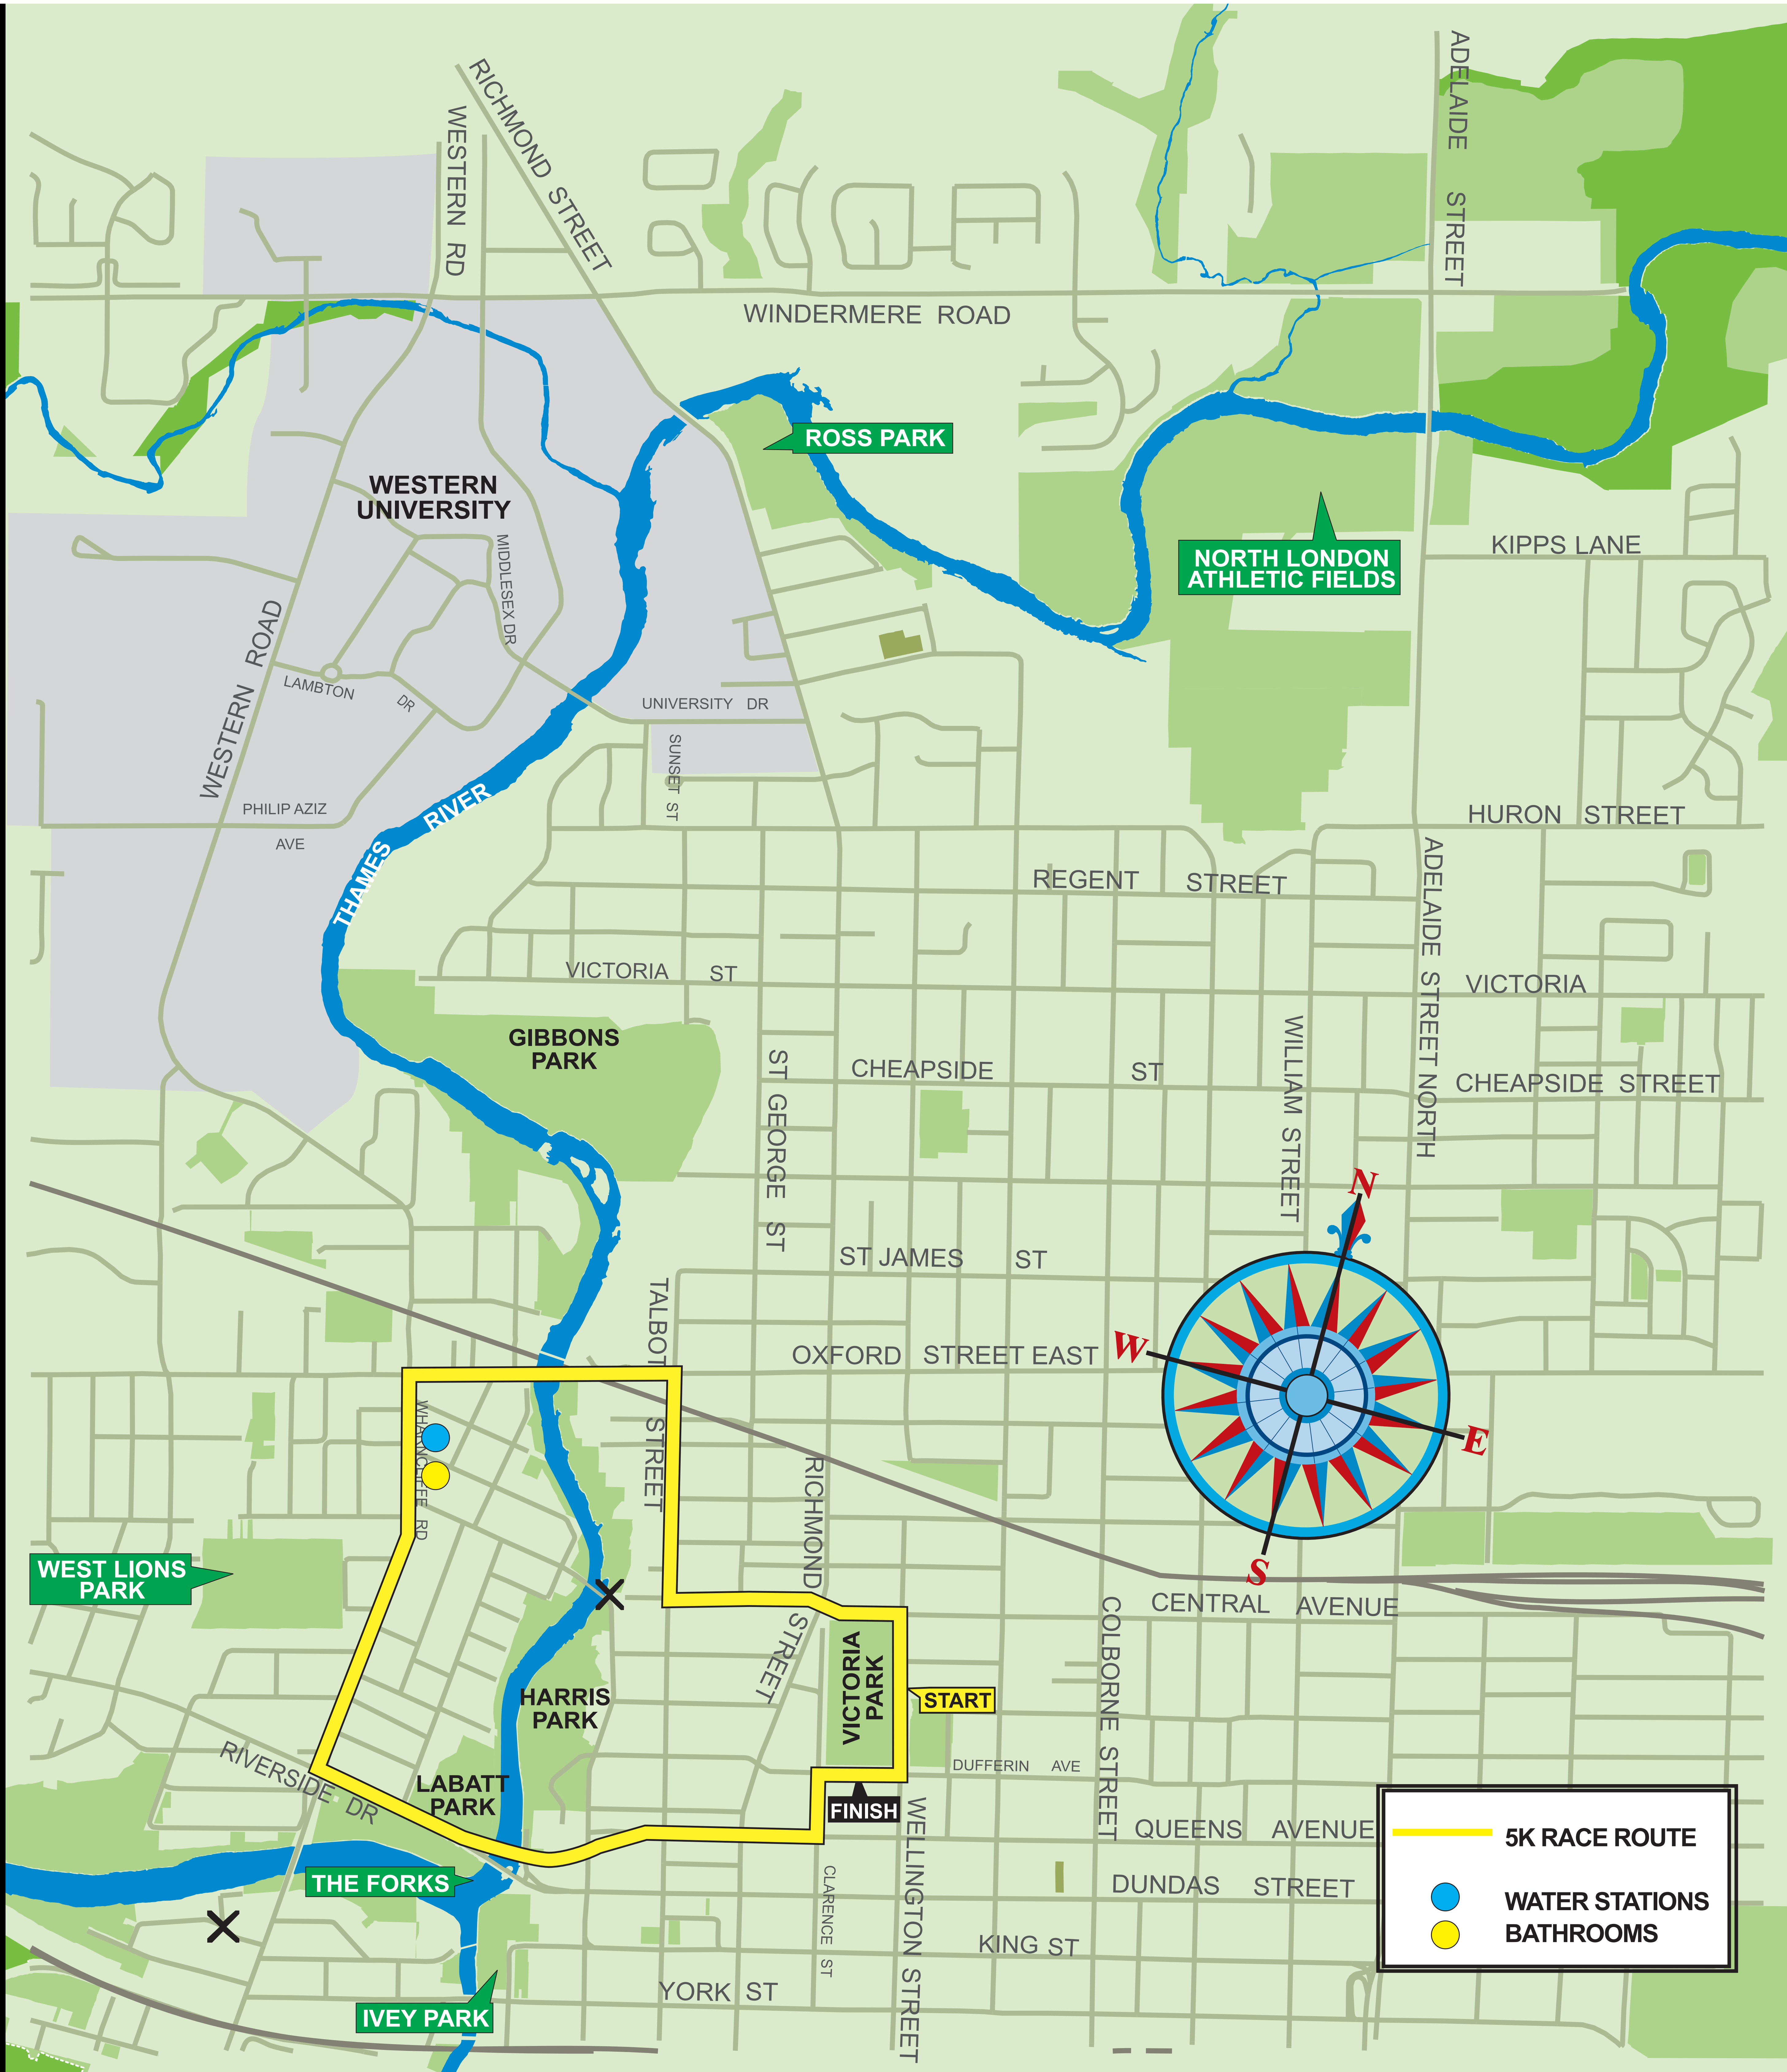 RICHMOND STREET
WESTERN RD
ADELAIDE STREET
WINDERMERE ROAD
ROSS PARK
WESTERN
UNIVERSITY
MIDDLESEX DR
NORTH LONDON
ATHLETIC FIELDS
KIPPS LANE
WESTERN ROAD
LAMBTON DR
UNIVERSITY DR
SUNSET ST
PHILIP AZIZ
AVE
THAMES RIVER
HURON STREET
REGENT STREET
ADELAIDE STREET NORTH
VICTORIA ST
VICTORIA
GIBBONS
PARK
ST GEORGE ST
CHEAPSIDE ST
WILLIAM STREET
CHEAPSIDE STREET
N
ST JAMES ST
TALBOT STREET
OXFORD STREET EAST
W
E
S
WHARNCLIFFE RD
RICHMOND STREET
WEST LIONS
PARK
CENTRAL AVENUE
COLBORNE STREET
VICTORIA
PARK
START
HARRIS
PARK
RIVERSIDE DR
LABATT
PARK
DUFFERIN AVE
FINISH
WELLINGTON STREET
QUEENS AVENUE
THE FORKS
CLARENCE ST
DUNDAS STREET
KING ST
YORK ST
IVEY PARK
5K RACE ROUTE
WATER STATIONS
BATHROOMS